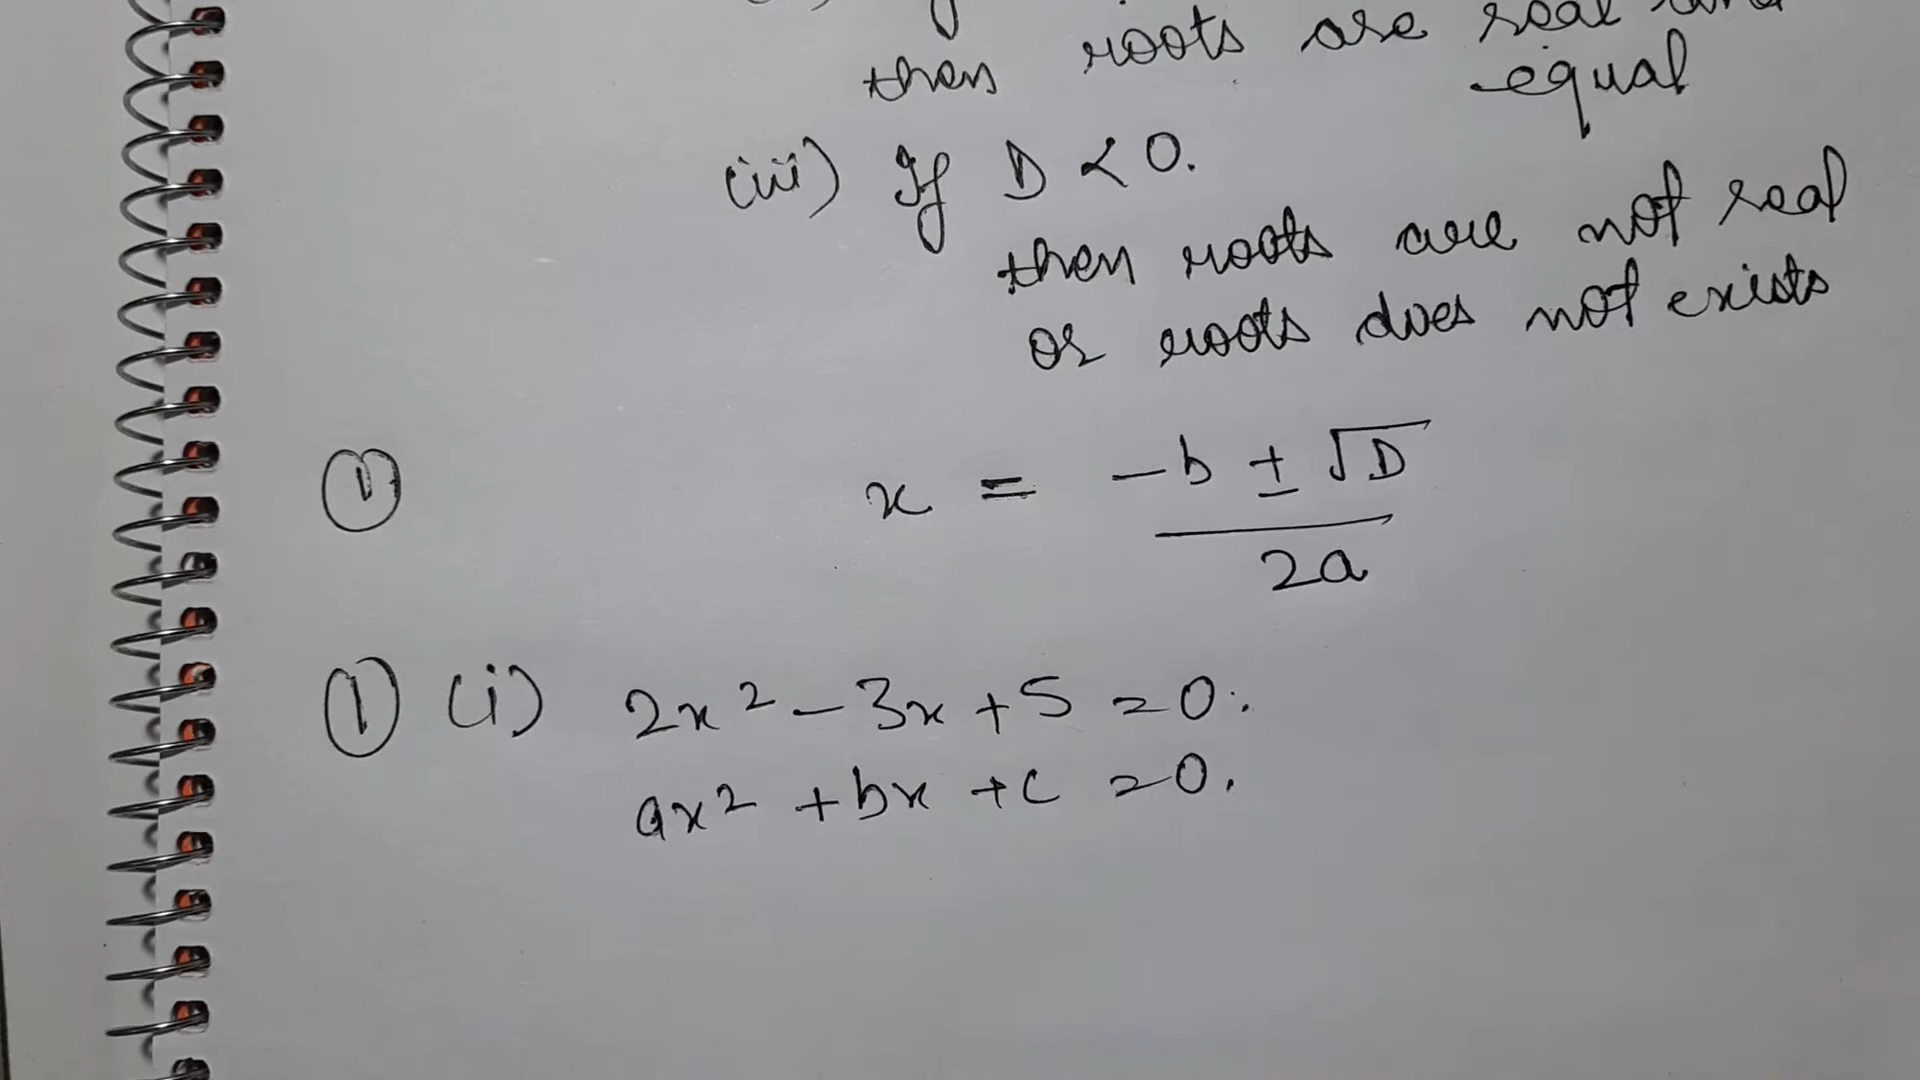 then roots are real and
equal
(iii) If D < 0.
then roots are not real
or roots does not exists
① x = -b ± √D
2a
① (i) 2x² - 3x + 5 = 0.
ax² + bx + c = 0.